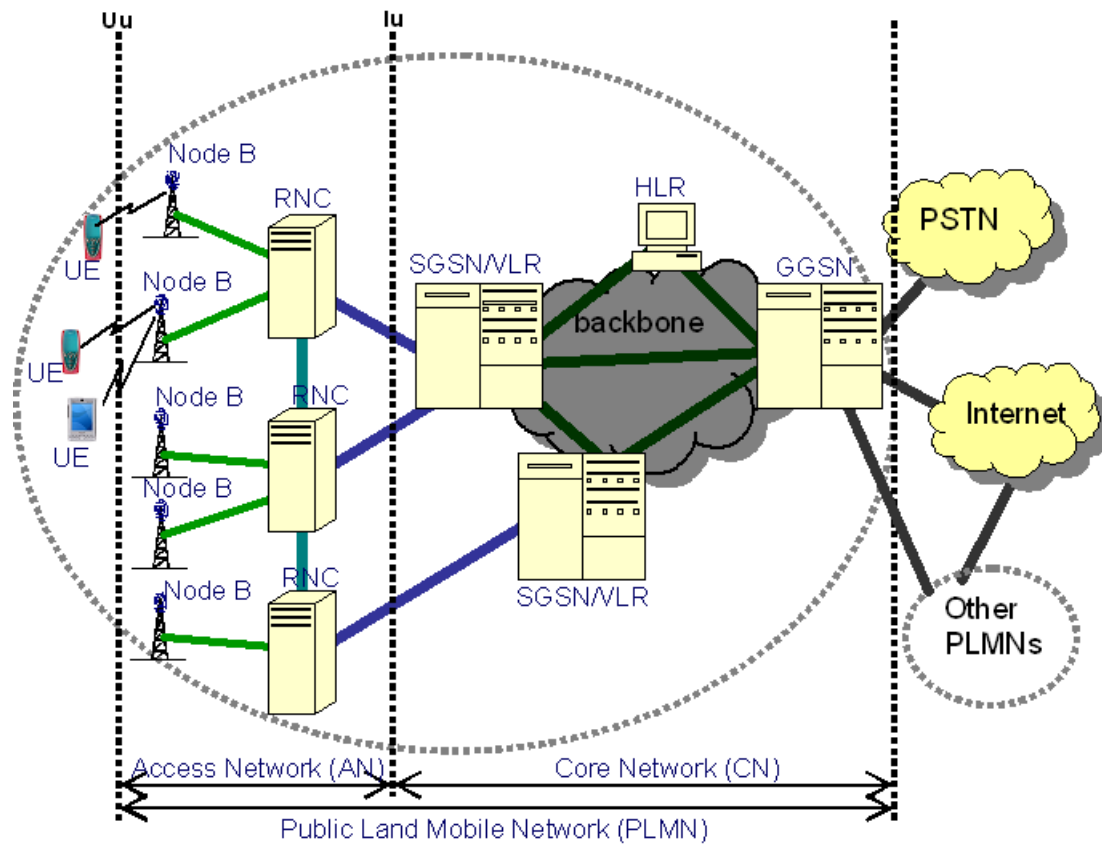 Uu
Iu
Node B
RNC
HLR
PSTN
UE
SGSN/VLR
GGSN
Node B
backbone
UE
Node B
RNC
Internet
UE
Node B
Node B
RNC
SGSN/VLR
Other
PLMNs
Access Network (AN)
Core Network (CN)
Public Land Mobile Network (PLMN)